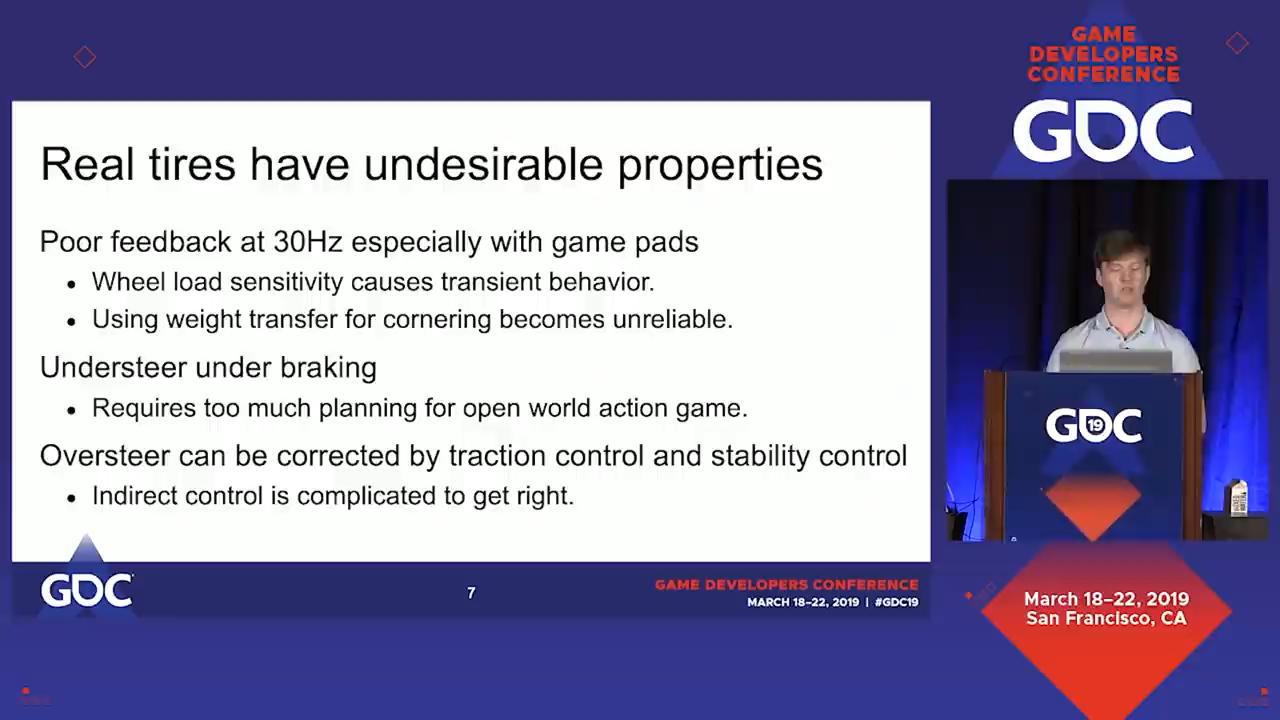 GAME
DEVELOPERS
CONFERENCE
GDC
Real tires have undesirable properties
Poor feedback at 30Hz especially with game pads
• Wheel load sensitivity causes transient behavior.
• Using weight transfer for cornering becomes unreliable.
Understeer under braking
• Requires too much planning for open world action game.
Oversteer can be corrected by traction control and stability control
• Indirect control is complicated to get right.
GDC
7
GAME DEVELOPERS CONFERENCE
MARCH 18–22, 2019 | #GDC19
GDC
19
March 18–22, 2019
San Francisco, CA